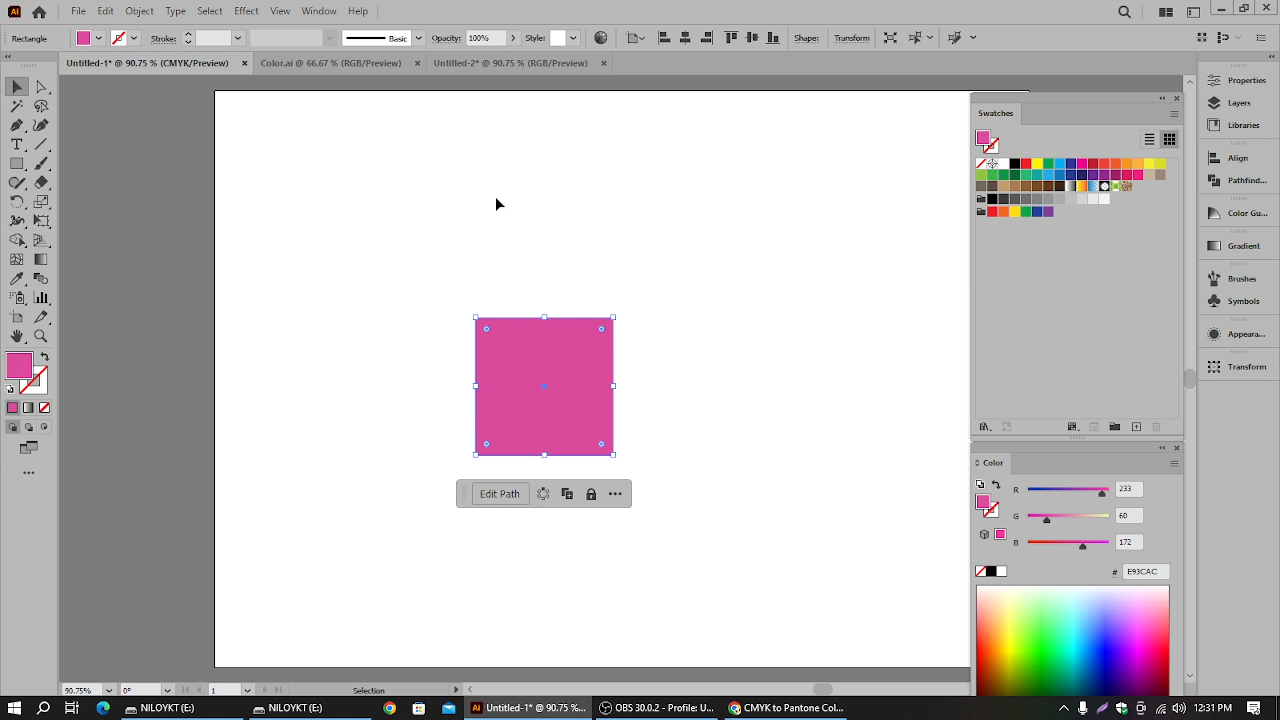 Ai File Edit Object Type Select Effect View Window Help
Rectangle Stroke: Basic Opacity: 100% Style: Shape: Transform
Untitled-1* @ 90.75 % (CMYK/Preview) × Color.ai @ 66.67 % (RGB/Preview) × Untitled-2* @ 90.75 % (RGB/Preview) ×
Properties
Layers
Libraries
Align
Pathfind...
Color Gu...
Gradient
Brushes
Symbols
Appeara...
Transform
Swatches
Edit Path
Color
R 233
G 60
B 172
# E93CAC
90.75% 0° 1 Selection
NILOYKT (E:) NILOYKT (E:) Ai Untitled-1* @ 90.75 %... OBS 30.0.2 - Profile: U... CMYK to Pantone Col... 12:31 PM